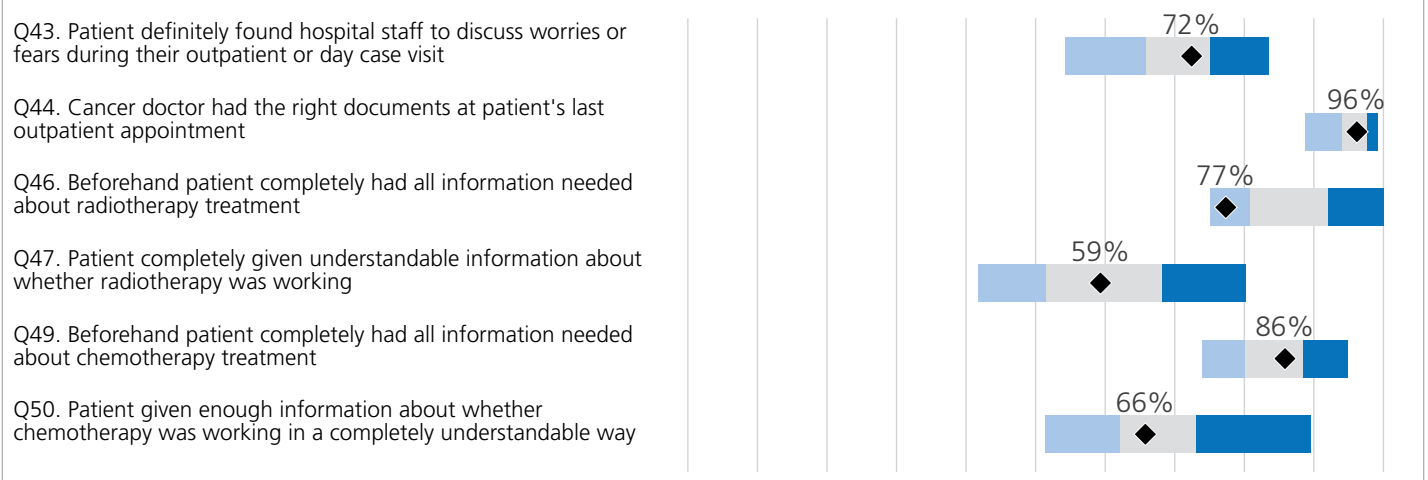 Q43. Patient definitely found hospital staff to discuss worries or
fears during their outpatient or day case visit
72%
Q44. Cancer doctor had the right documents at patient's last
outpatient appointment
96%
Q46. Beforehand patient completely had all information needed
about radiotherapy treatment
77%
Q47. Patient completely given understandable information about
whether radiotherapy was working
59%
Q49. Beforehand patient completely had all information needed
about chemotherapy treatment
86%
Q50. Patient given enough information about whether
chemotherapy was working in a completely understandable way
66%